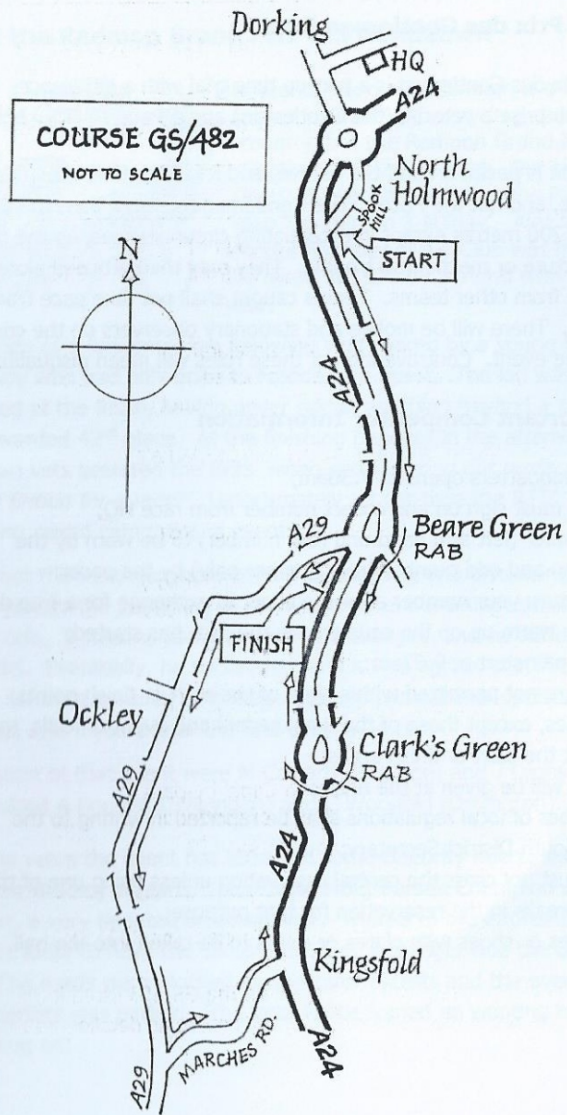 Dorking
HQ
A24
COURSE GS/482
NOT TO SCALE
North
Holmwood
Spook
hill
START
N
A24
A29
Beare Green
RAB
FINISH
Ockley
Clark's Green
RAB
A29
A24
Kingsfold
MARCHES RD.
A29
A24